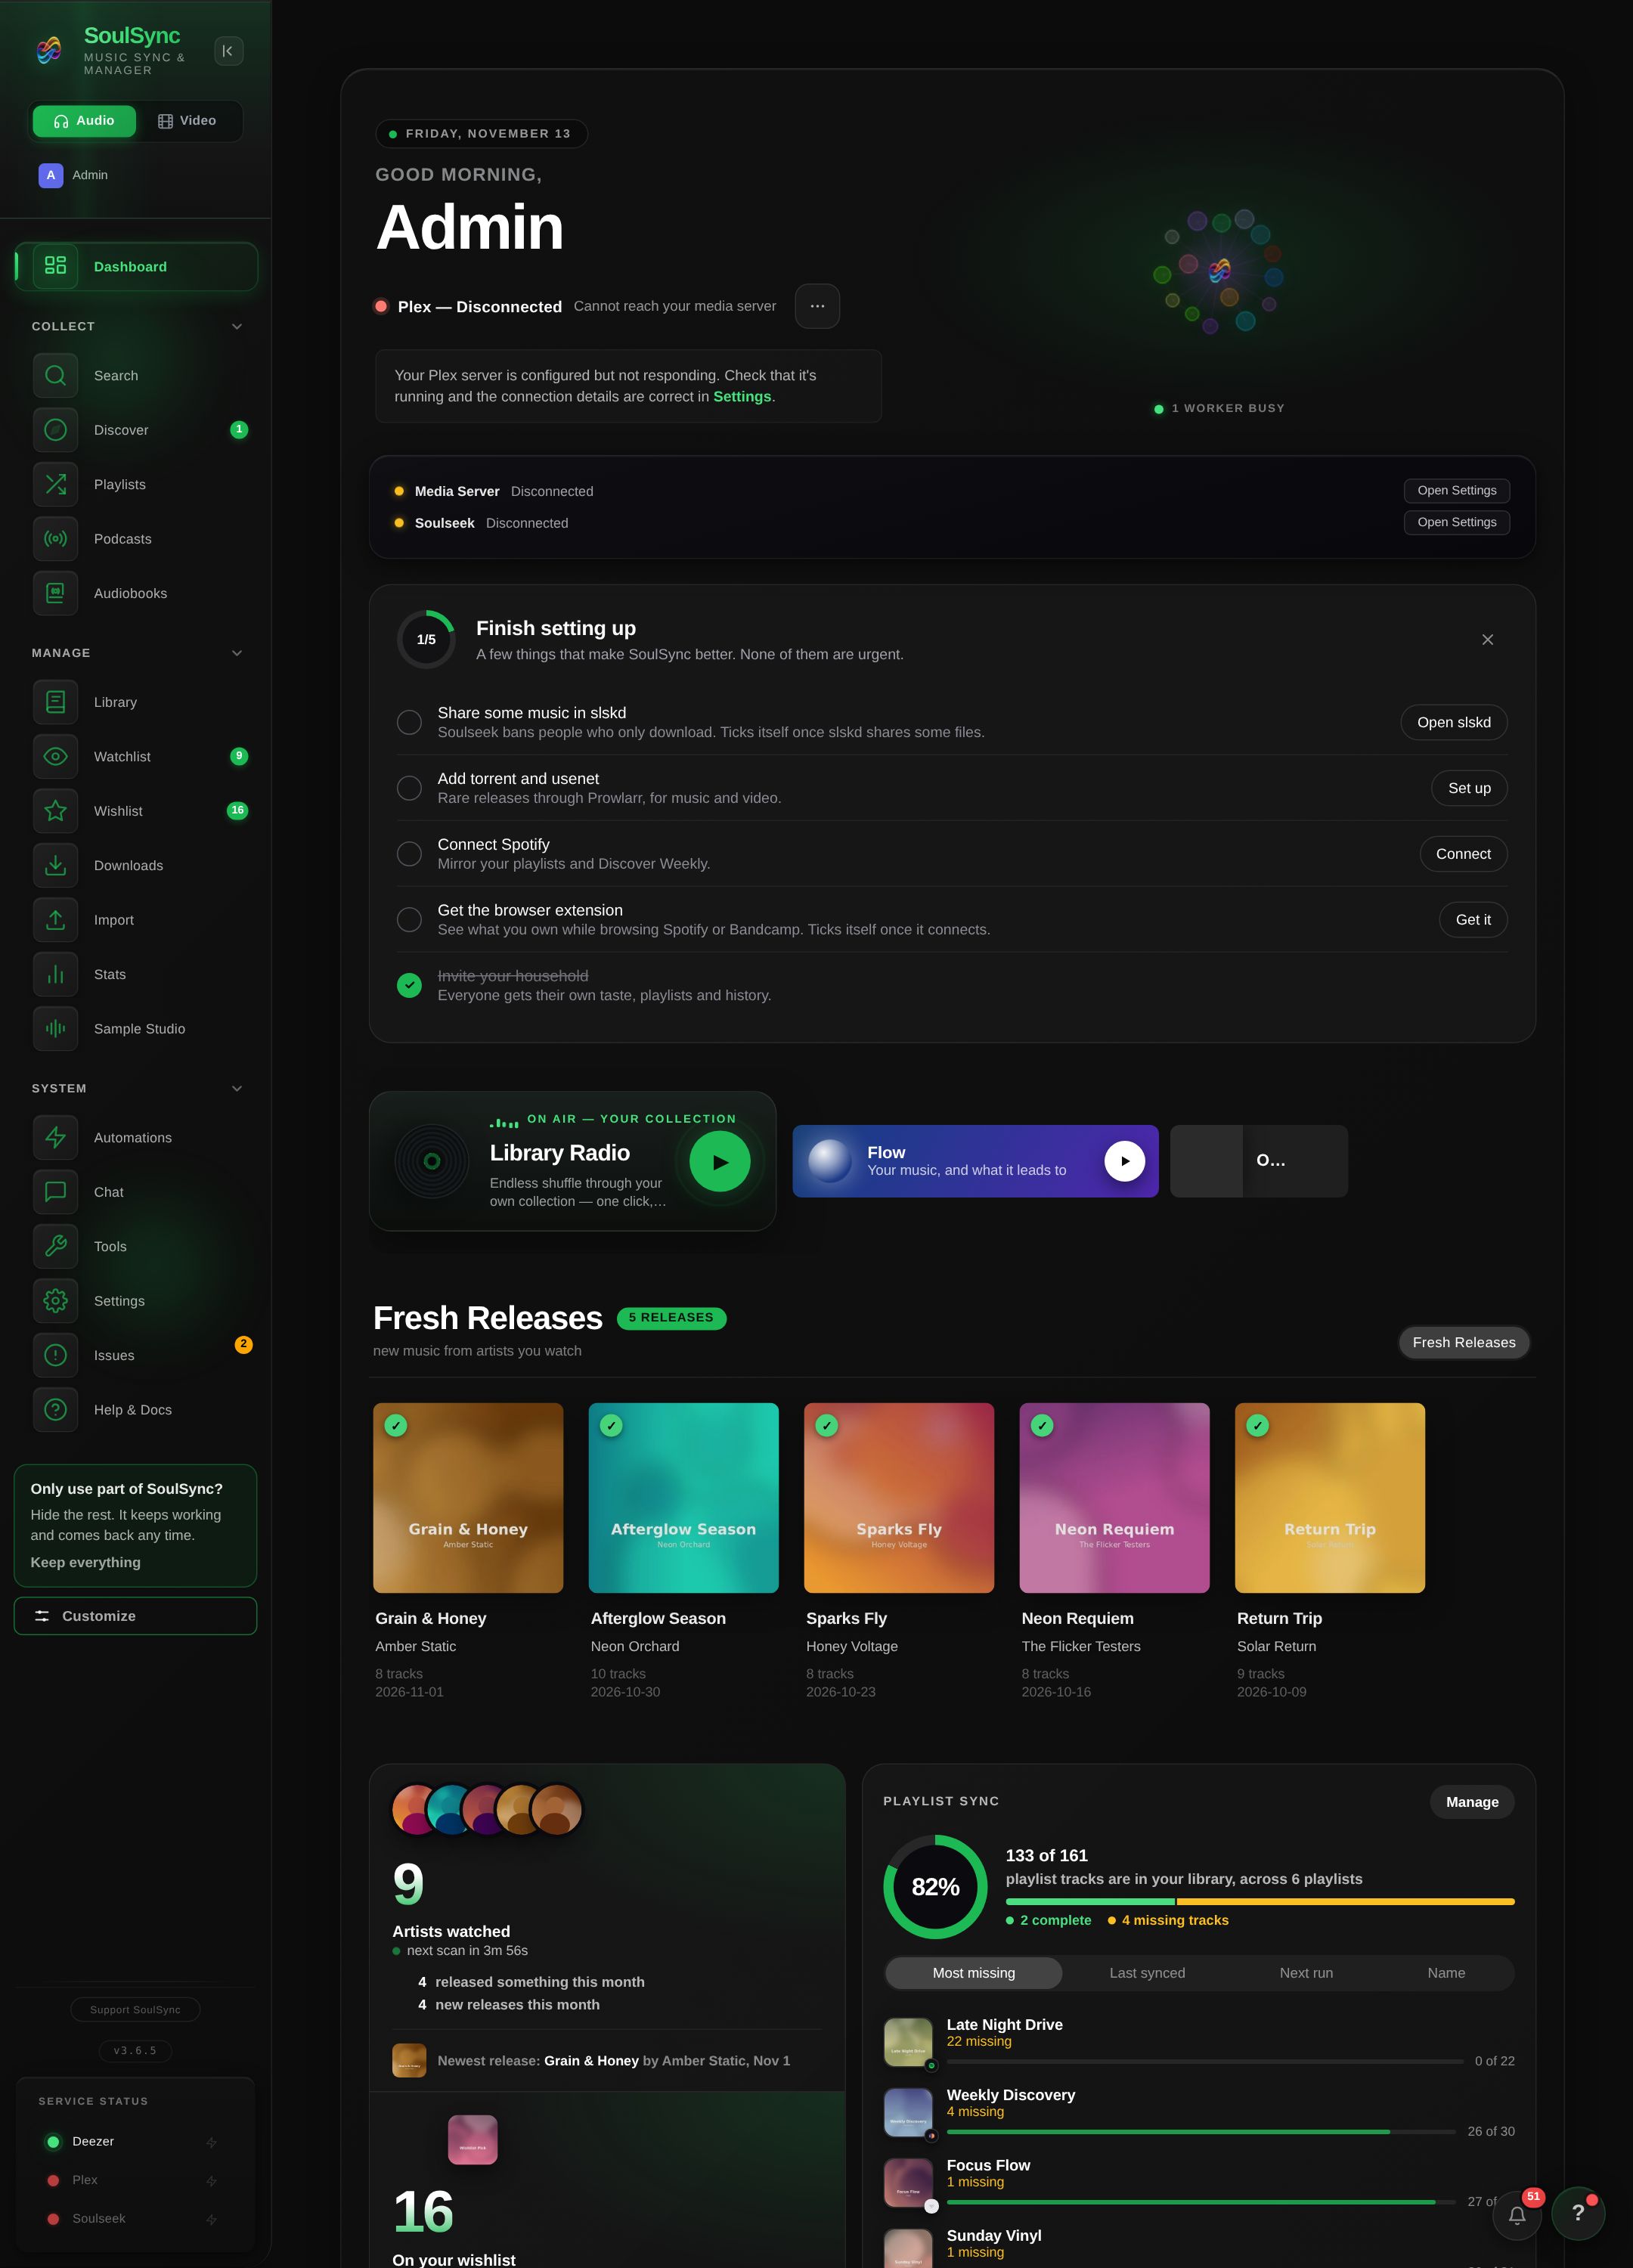 SoulSync
MUSIC SYNC &
MANAGER
Audio
Video
A
Admin
Dashboard
COLLECT
Search
Discover
1
Playlists
Podcasts
Audiobooks
MANAGE
Library
Watchlist
9
Wishlist
16
Downloads
Import
Stats
Sample Studio
SYSTEM
Automations
Chat
Tools
Settings
Issues
2
Help & Docs
Only use part of SoulSync?
Hide the rest. It keeps working
and comes back any time.
Keep everything
Customize
Support SoulSync
v3.6.5
SERVICE STATUS
Deezer
Plex
Soulseek
FRIDAY, NOVEMBER 13
GOOD MORNING,
Admin
Plex — Disconnected Cannot reach your media server
Your Plex server is configured but not responding. Check that it's
running and the connection details are correct in Settings.
1 WORKER BUSY
Media Server Disconnected
Open Settings
Soulseek Disconnected
Open Settings
1/5
Finish setting up
A few things that make SoulSync better. None of them are urgent.
Share some music in slskd
Soulseek bans people who only download. Ticks itself once slskd shares some files.
Open slskd
Add torrent and usenet
Rare releases through Prowlarr, for music and video.
Set up
Connect Spotify
Mirror your playlists and Discover Weekly.
Connect
Get the browser extension
See what you own while browsing Spotify or Bandcamp. Ticks itself once it connects.
Get it
Invite your household
Everyone gets their own taste, playlists and history.
ON AIR — YOUR COLLECTION
Library Radio
Endless shuffle through your
own collection — one click,…
Flow
Your music, and what it leads to
O…
Fresh Releases
5 RELEASES
new music from artists you watch
Fresh Releases
Grain & Honey
Amber Static
Afterglow Season
Neon Orchard
Sparks Fly
Honey Voltage
Neon Requiem
The Flicker Testers
Return Trip
Solar Return
Grain & Honey
Amber Static
8 tracks
2026-11-01
Afterglow Season
Neon Orchard
10 tracks
2026-10-30
Sparks Fly
Honey Voltage
8 tracks
2026-10-23
Neon Requiem
The Flicker Testers
8 tracks
2026-10-16
Return Trip
Solar Return
9 tracks
2026-10-09
9
Artists watched
next scan in 3m 56s
4 released something this month
4 new releases this month
Newest release: Grain & Honey by Amber Static, Nov 1
16
On your wishlist
PLAYLIST SYNC
Manage
82%
133 of 161
playlist tracks are in your library, across 6 playlists
2 complete
4 missing tracks
Most missing
Last synced
Next run
Name
Late Night Drive
22 missing
0 of 22
Weekly Discovery
4 missing
26 of 30
Focus Flow
1 missing
27 of
Sunday Vinyl
1 missing
51
?